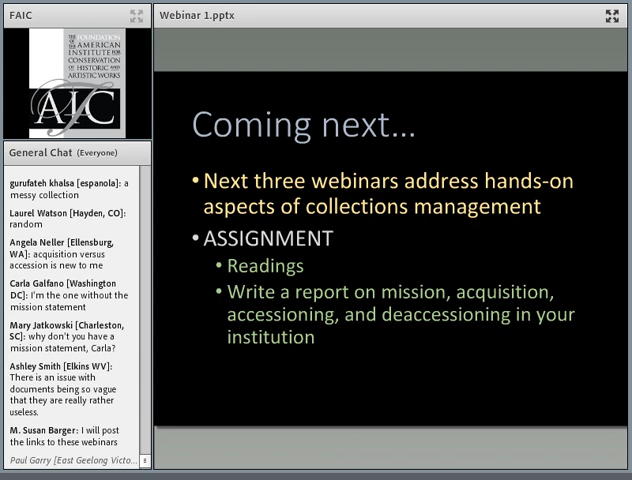 FAIC
THE FOUNDATION
OF THE AMERICAN
INSTITUTE FOR
CONSERVATION
OF HISTORIC AND
ARTISTIC WORKS
AIC
General Chat (Everyone)
gurufateh khalsa [espanola]: a
messy collection
Laurel Watson [Hayden, CO]:
random
Angela Neller [Ellensburg,
WA]: acquisition versus
accession is new to me
Carla Galfano [Washington
DC]: I'm the one without the
mission statement
Mary Jatkowski [Charleston,
SC]: why don't you have a
mission statement, Carla?
Ashley Smith [Elkins WV]:
There is an issue with
documents being so vague
that they are really rather
useless.
M. Susan Barger: I will post
the links to these webinars
Paul Garry [East Geelong Victo...
Webinar 1.pptx
Coming next...
•Next three webinars address hands-on
aspects of collections management
•ASSIGNMENT
•Readings
•Write a report on mission, acquisition,
accessioning, and deaccessioning in your
institution